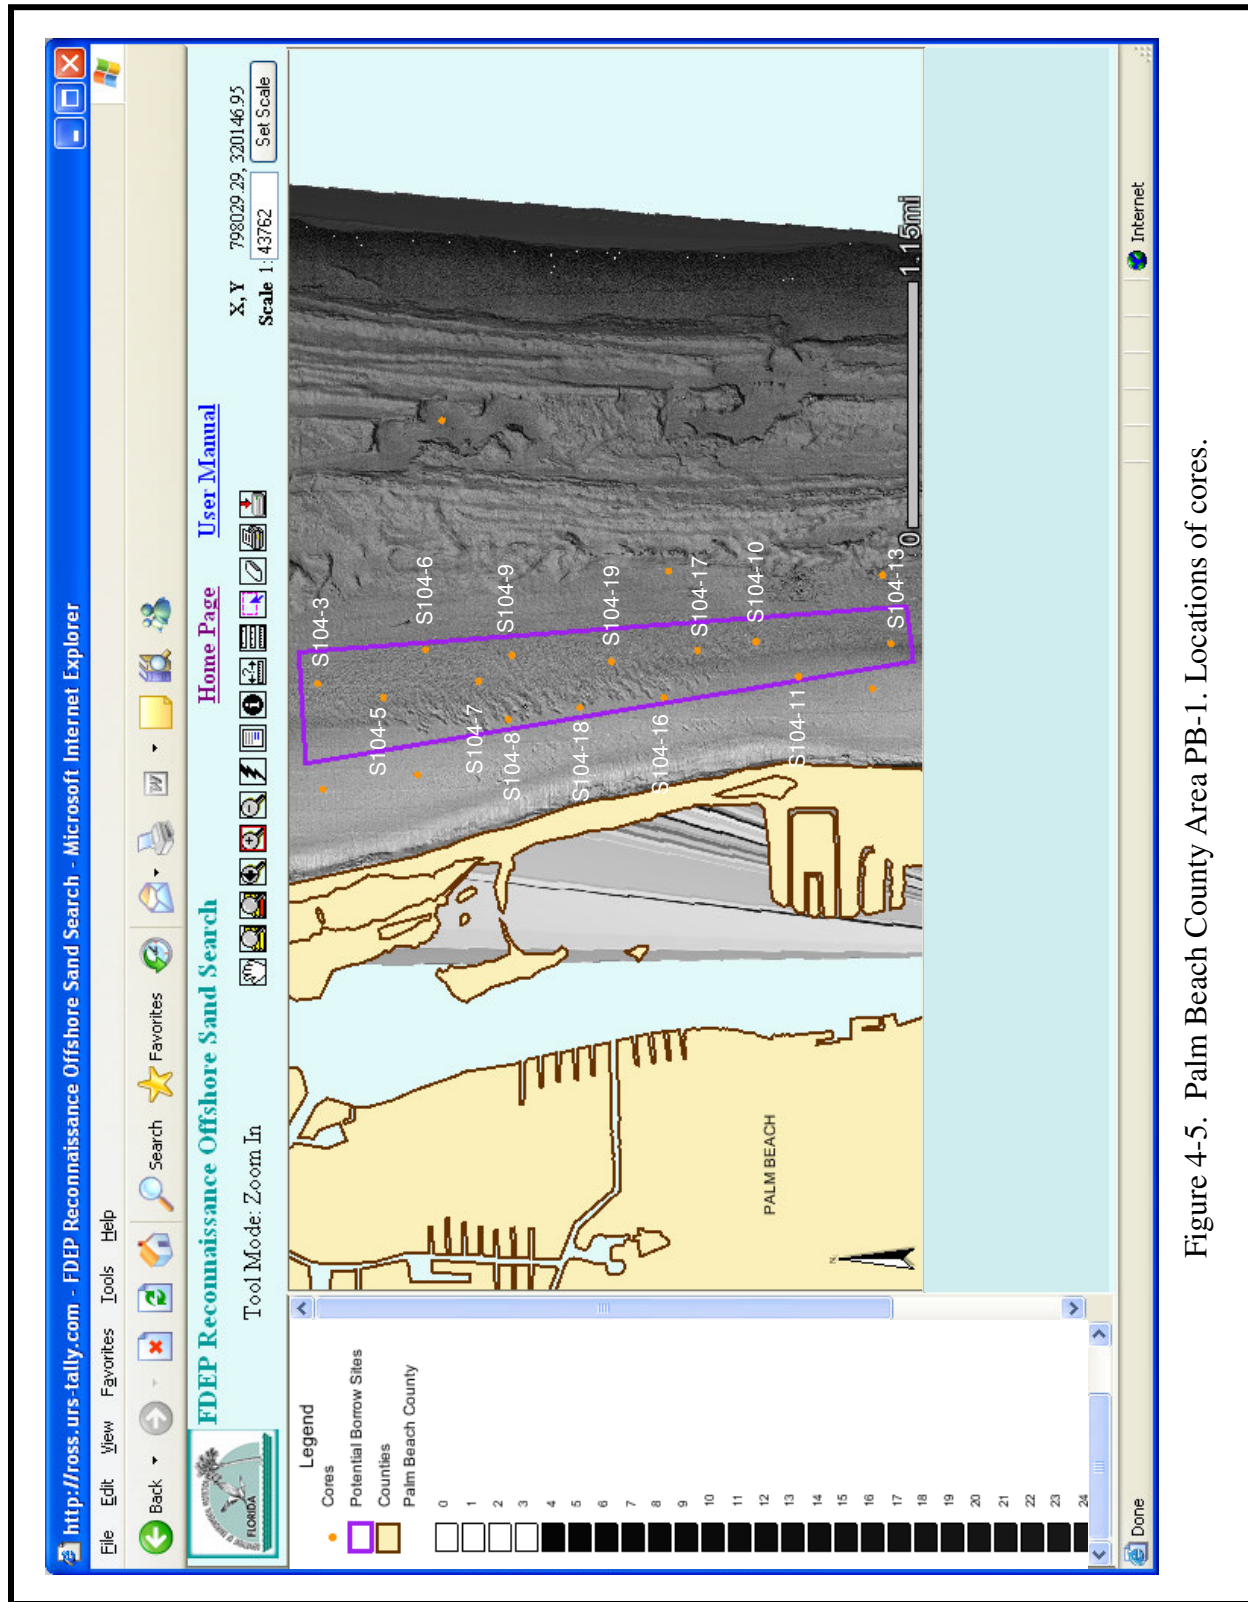 http://ross.urs-tally.com - FDEP Reconnaissance Offshore Sand Search - Microsoft Internet Explorer
File Edit View Favorites Tools Help
Back Search Favorites
FLORIDA
FDEP Reconnaissance Offshore Sand Search
Home Page User Manual
Tool Mode: Zoom In
X, Y 798029.29, 320146.95
Scale 1: 43762 Set Scale
Legend
Cores
Potential Borrow Sites
Counties
Palm Beach County
0
1
2
3
4
5
6
7
8
9
10
11
12
13
14
15
16
17
18
19
20
21
22
23
24
S104-3
S104-5
S104-6
S104-7
S104-9
S104-8
S104-18
S104-19
S104-16
S104-17
S104-10
S104-11
S104-13
PALM BEACH
N
0 1.15mi
Done Internet
Figure 4-5. Palm Beach County Area PB-1. Locations of cores.